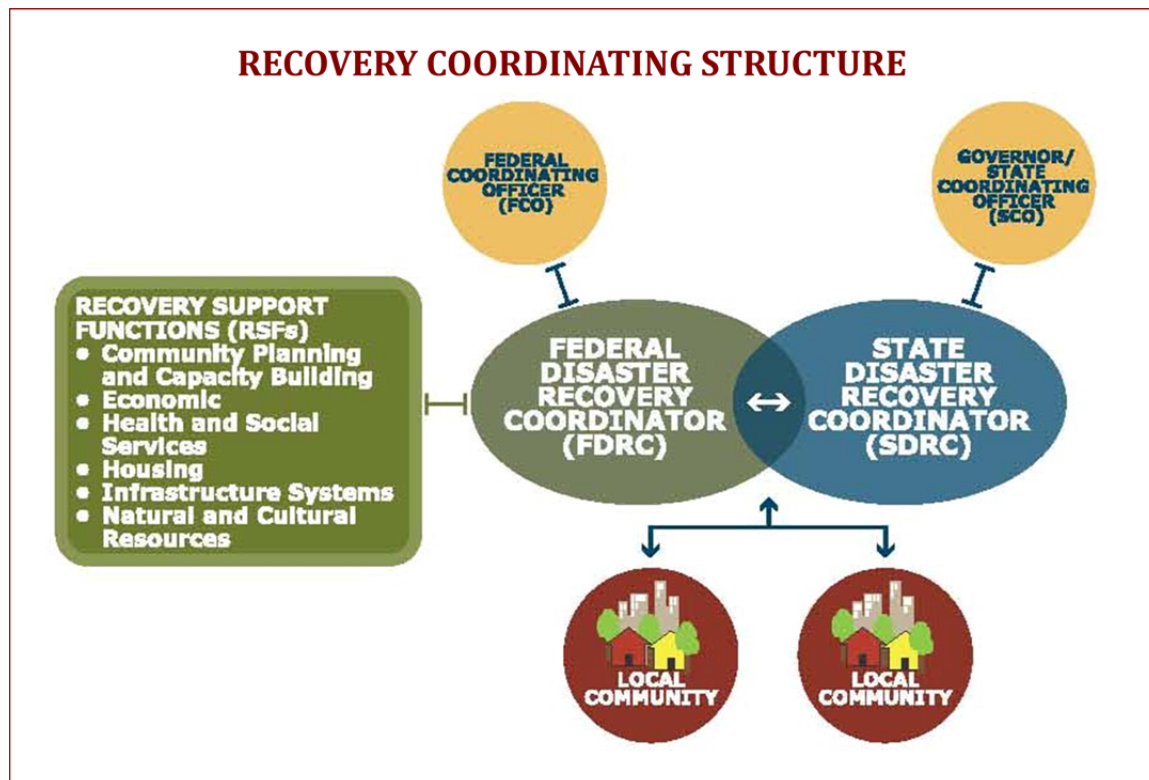 RECOVERY COORDINATING STRUCTURE
FEDERAL
COORDINATING
OFFICER
(FCO)
GOVERNOR/
STATE
COORDINATING
OFFICER
(SCO)
RECOVERY SUPPORT
FUNCTIONS (RSFs)
● Community Planning
and Capacity Building
● Economic
● Health and Social
Services
● Housing
● Infrastructure Systems
● Natural and Cultural
Resources
FEDERAL
DISASTER
RECOVERY
COORDINATOR
(FDRC)
STATE
DISASTER
RECOVERY
COORDINATOR
(SDRC)
LOCAL
COMMUNITY
LOCAL
COMMUNITY